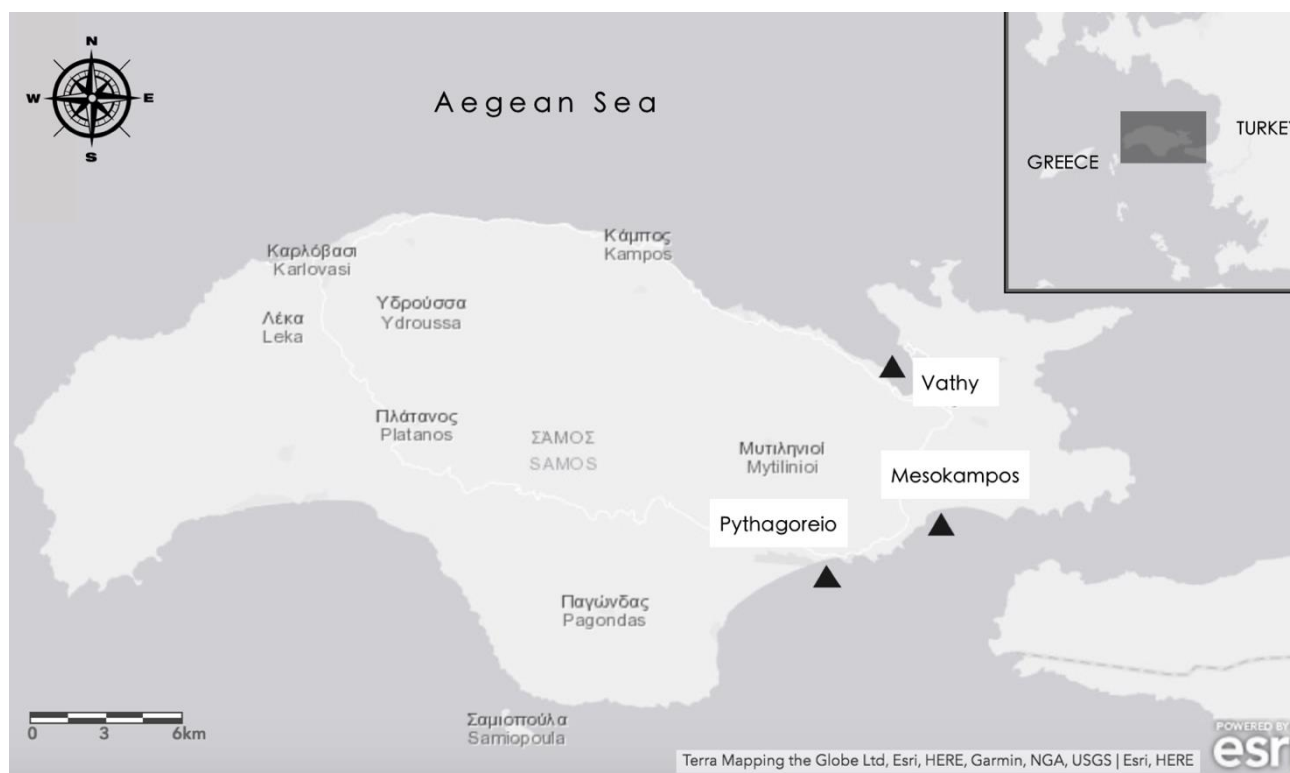 N
W E
S
Aegean Sea
GREECE
TURKET
Καρλόβασι
Karlovasi
Κάμπος
Kampos
Υδρούσσα
Ydroussa
Λέκα
Leka
Vathy
Πλάτανος
Platanos
ΣΆΜΟΣ
SAMOS
Μυτιληνιοί
Mytilinioi
Mesokampos
Pythagoreio
Παγώνδας
Pagondas
Σαμιοπούλα
Samiopoula
0 3 6km
Terra Mapping the Globe Ltd, Esri, HERE, Garmin, NGA, USGS | Esri, HERE
POWERED BY
esri